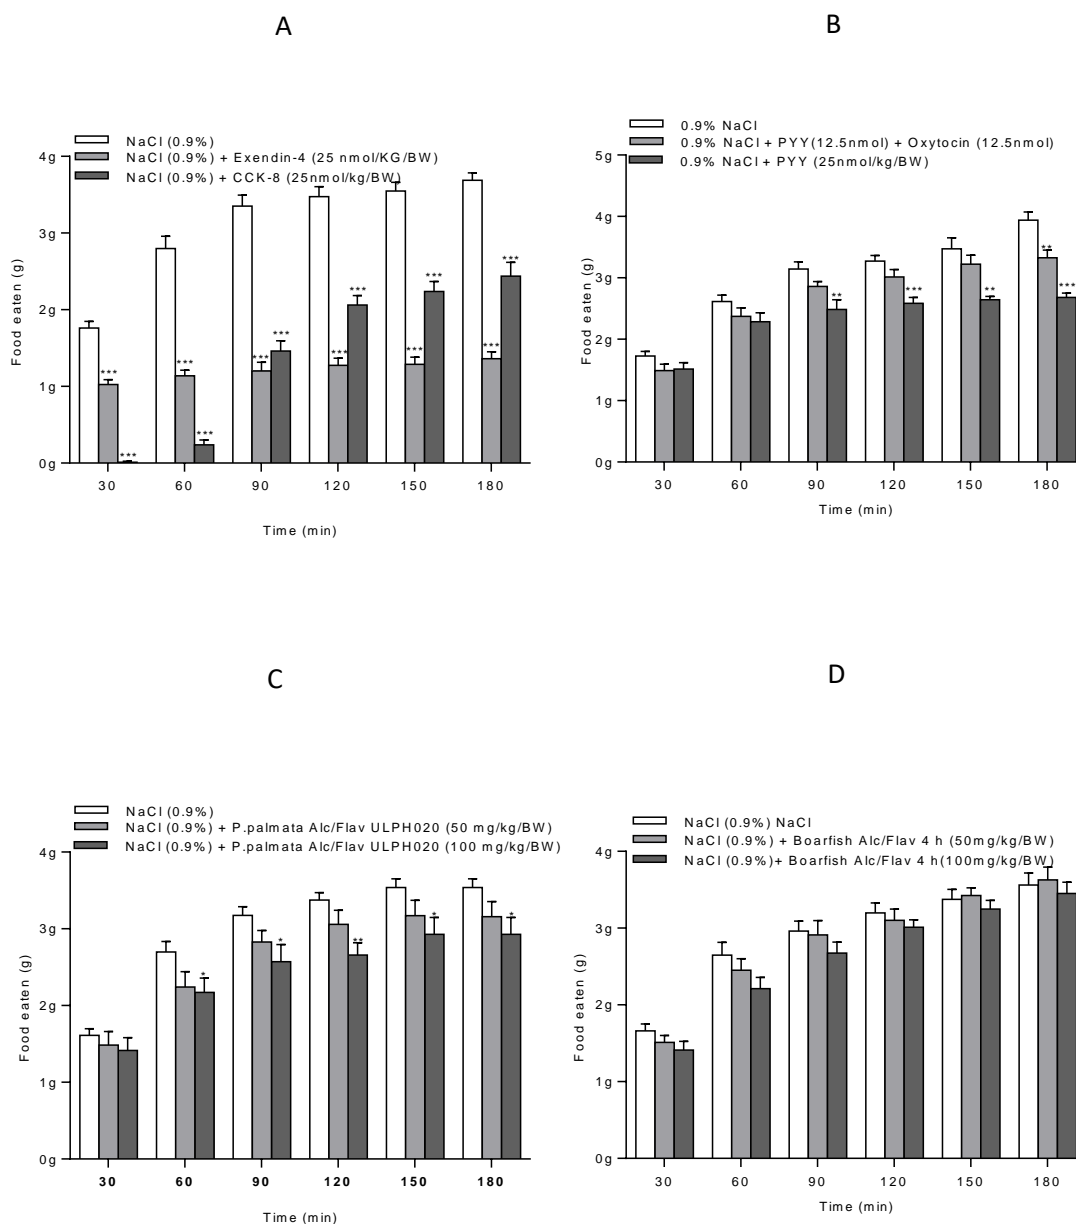 A
NaCl (0.9%)
NaCl (0.9%) + Exendin-4 (25 nmol/KG/BW)
NaCl (0.9%) + CCK-8 (25nmol/kg/BW)
Food eaten (g)
4g
3g
2g
1g
0g
*** *** *** *** *** *** *** *** *** *** *** ***
30 60 90 120 150 180
Time (min)
B
0.9% NaCl
0.9% NaCl + PYY(12.5nmol) + Oxytocin (12.5nmol)
0.9% NaCl + PYY (25nmol/kg/BW)
Food eaten (g)
5g
4g
3g
2g
1g
0g
** *** ** ** ***
30 60 90 120 150 180
Time (min)
C
NaCl (0.9%)
NaCl (0.9%) + P.palmata Alc/Flav ULPH020 (50 mg/kg/BW)
NaCl (0.9%) + P.palmata Alc/Flav ULPH020 (100 mg/kg/BW)
Food eaten (g)
4g
3g
2g
1g
0g
* * ** * *
30 60 90 120 150 180
Time (min)
D
NaCl (0.9%) NaCl
NaCl (0.9%) + Boarfish Alc/Flav 4 h (50mg/kg/BW)
NaCl (0.9%)+ Boarfish Alc/Flav 4 h(100mg/kg/BW)
Food eaten (g)
4g
3g
2g
1g
0g
30 60 90 120 150 180
Time (min)